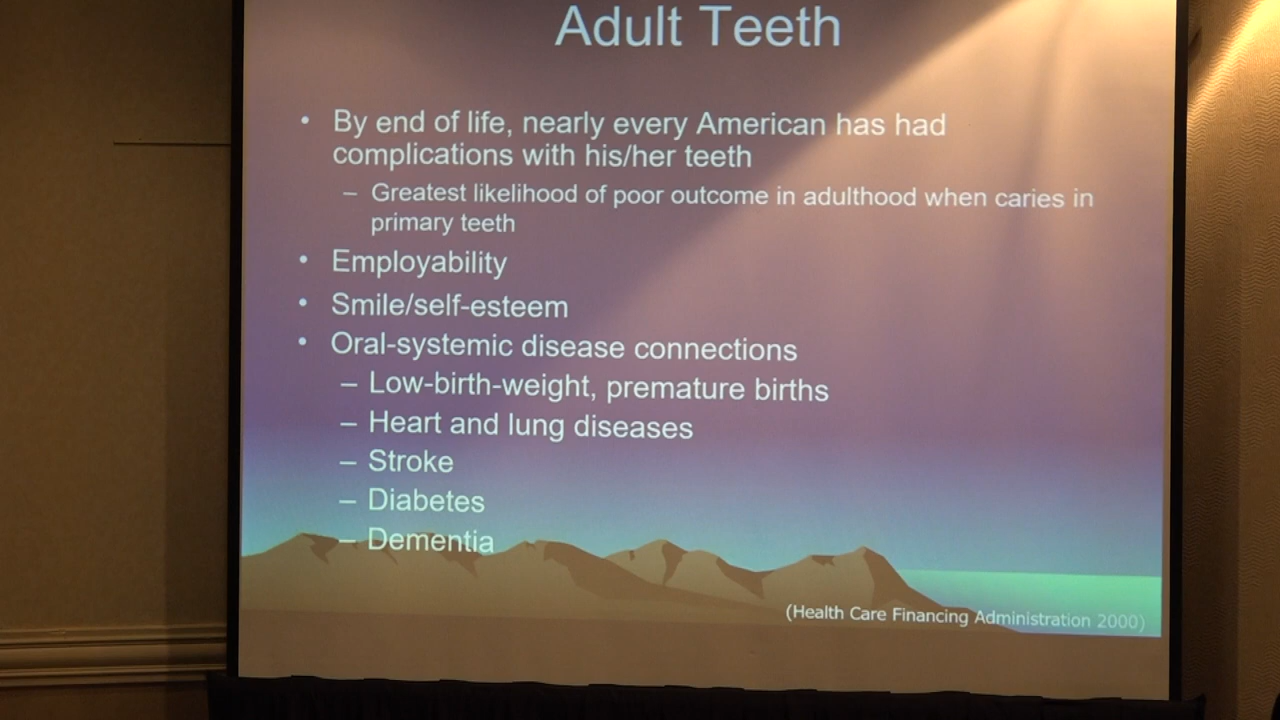 Adult Teeth
• By end of life, nearly every American has had
complications with his/her teeth
– Greatest likelihood of poor outcome in adulthood when caries in
primary teeth
• Employability
• Smile/self-esteem
• Oral-systemic disease connections
– Low-birth-weight, premature births
– Heart and lung diseases
– Stroke
– Diabetes
– Dementia
(Health Care Financing Administration 2000)